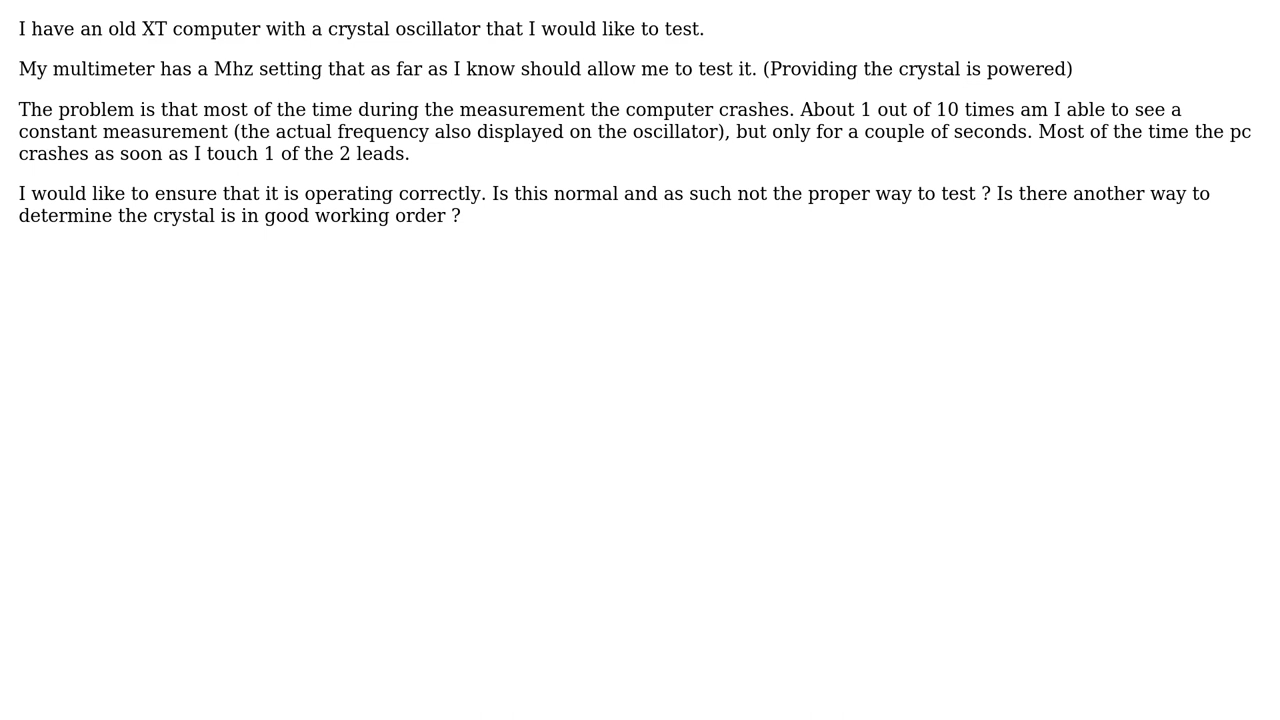 I have an old XT computer with a crystal oscillator that I would like to test.
My multimeter has a Mhz setting that as far as I know should allow me to test it. (Providing the crystal is powered)
The problem is that most of the time during the measurement the computer crashes. About 1 out of 10 times am I able to see a
constant measurement (the actual frequency also displayed on the oscillator), but only for a couple of seconds. Most of the time the pc
crashes as soon as I touch 1 of the 2 leads.
I would like to ensure that it is operating correctly. Is this normal and as such not the proper way to test ? Is there another way to
determine the crystal is in good working order ?